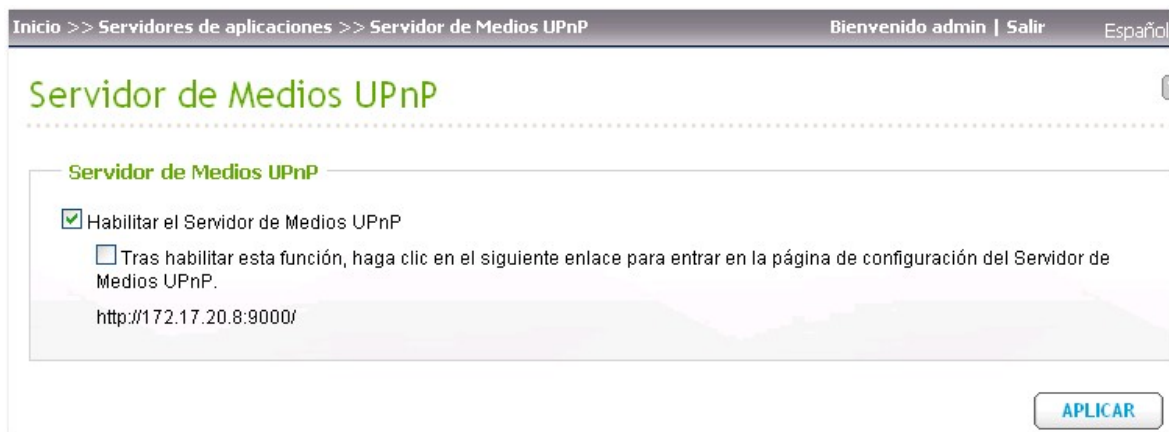 Inicio >> Servidores de aplicaciones >> Servidor de Medios UPnP Bienvenido admin | Salir Español
Servidor de Medios UPnP
Servidor de Medios UPnP
Habilitar el Servidor de Medios UPnP
Tras habilitar esta función, haga clic en el siguiente enlace para entrar en la página de configuración del Servidor de
Medios UPnP.
http://172.17.20.8:9000/
APLICAR